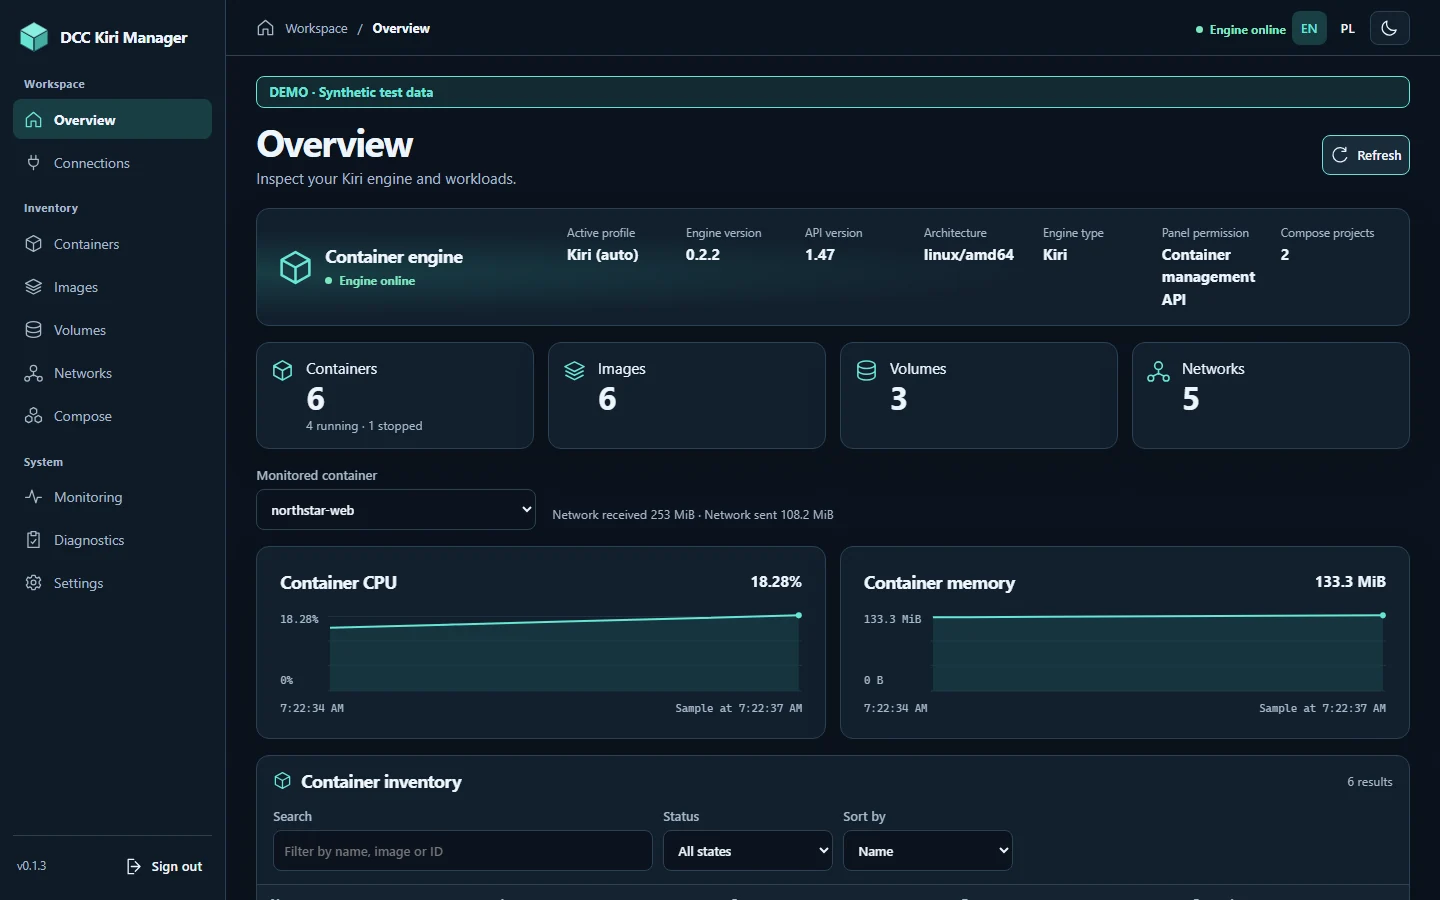 DCC Kiri Manager
Workspace
Overview
Connections
Inventory
Containers
Images
Volumes
Networks
Compose
System
Monitoring
Diagnostics
Settings
v0.1.3
Sign out
Workspace / Overview
Engine online
EN
PL
DEMO · Synthetic test data
Overview
Inspect your Kiri engine and workloads.
Refresh
Container engine
Engine online
Active profile
Kiri (auto)
Engine version
0.2.2
API version
1.47
Architecture
linux/amd64
Engine type
Kiri
Panel permission
Container
management
API
Compose projects
2
Containers
6
4 running · 1 stopped
Images
6
Volumes
3
Networks
5
Monitored container
northstar-web
Network received 253 MiB · Network sent 108.2 MiB
Container CPU
18.28%
18.28%
0%
7:22:34 AM
Sample at 7:22:37 AM
Container memory
133.3 MiB
133.3 MiB
0 B
7:22:34 AM
Sample at 7:22:37 AM
Container inventory
6 results
Search
Filter by name, image or ID
Status
All states
Sort by
Name